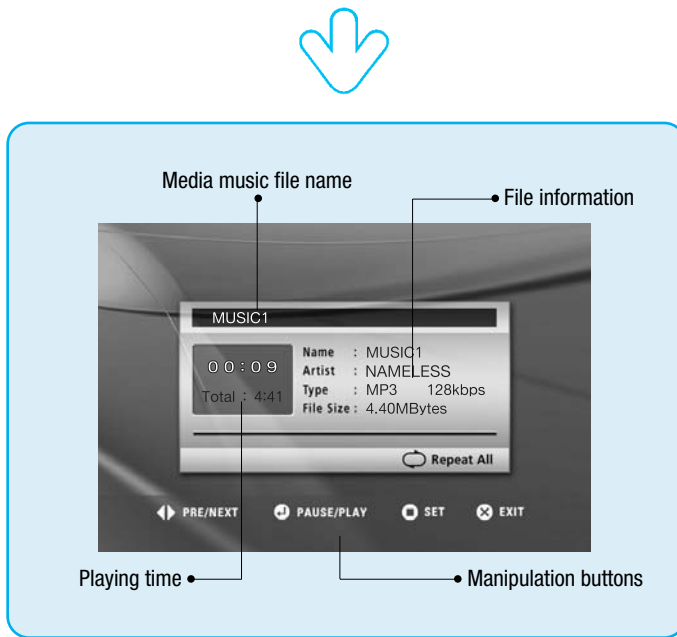 Media music file name
File information
MUSIC1
00:09
Total : 4:41
Name : MUSIC1
Artist : NAMELESS
Type : MP3 128kbps
File Size : 4.40MBytes
Repeat All
PRE/NEXT PAUSE/PLAY SET EXIT
Playing time Manipulation buttons